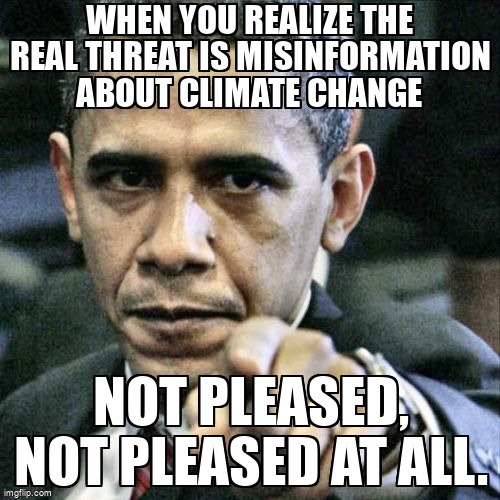 WHEN YOU REALIZE THE
REAL THREAT IS MISINFORMATION
ABOUT CLIMATE CHANGE
NOT PLEASED,
NOT PLEASED AT ALL.
imgflip.com